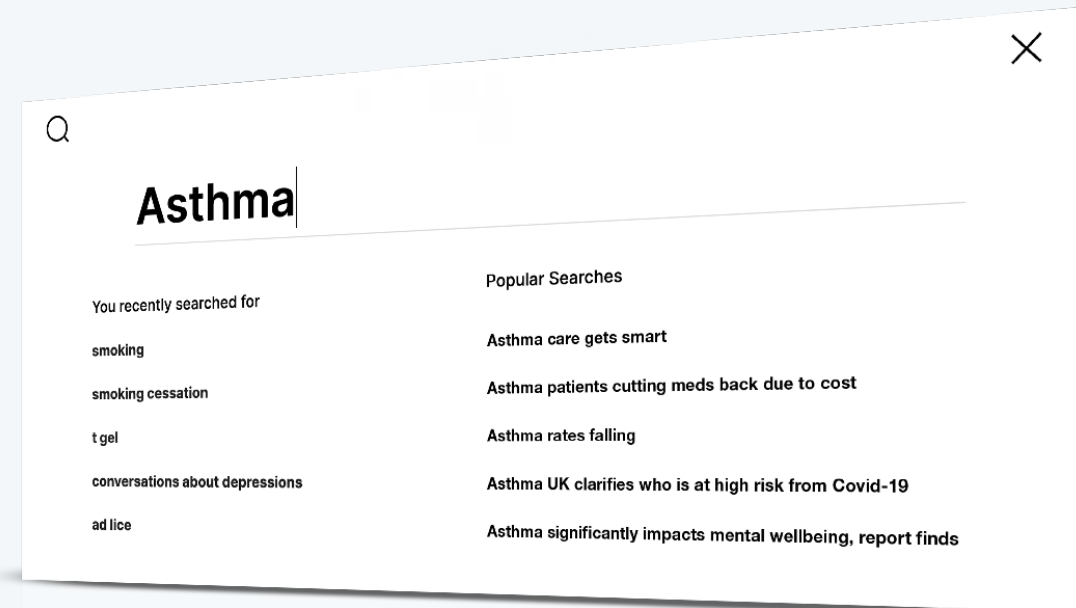 Asthma
You recently searched for
smoking
smoking cessation
t gel
conversations about depressions
ad lice
Popular Searches
Asthma care gets smart
Asthma patients cutting meds back due to cost
Asthma rates falling
Asthma UK clarifies who is at high risk from Covid-19
Asthma significantly impacts mental wellbeing, report finds